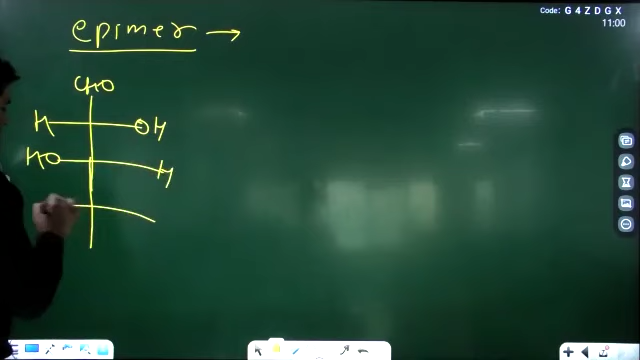 Code: G 4 Z D G X
11:00
epimer →
CHO
H OH
HO H